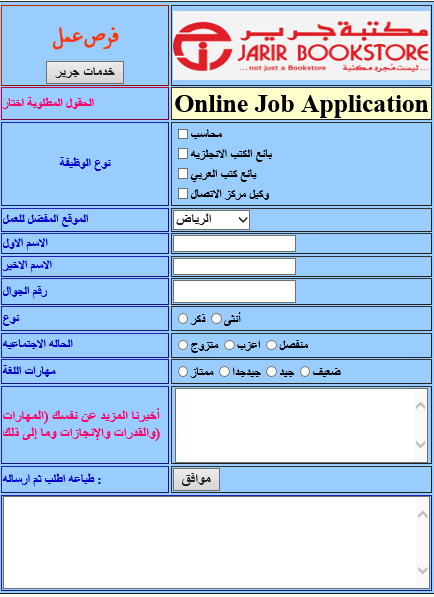 فرص عمل
خدمات جرير
مكتبة جرير
JARIR BOOKSTORE
...not just a Bookstore ليست مُجرد مكتبة...
الحقول المطلوبة اختار
Online Job Application
نوع الوظيفة
محاسب
بائع الكتب الانجلزيه
بائع كتب العربي
وكيل مركز الاتصال
الموقع المفضل للعمل
الرياض
الاسم الاول
الاسم الاخير
رقم الجوال
نوع
ذكر أنثى
الحاله الاجتماعيه
متزوج اعزب منفصل
مهارات اللغة
ممتاز جيدجدا جيد ضعيف
أخبرنا المزيد عن نفسك (المهارات
والقدرات والإنجازات وما إلى ذلك)
طباعه اطلب ثم ارساله :
موافق